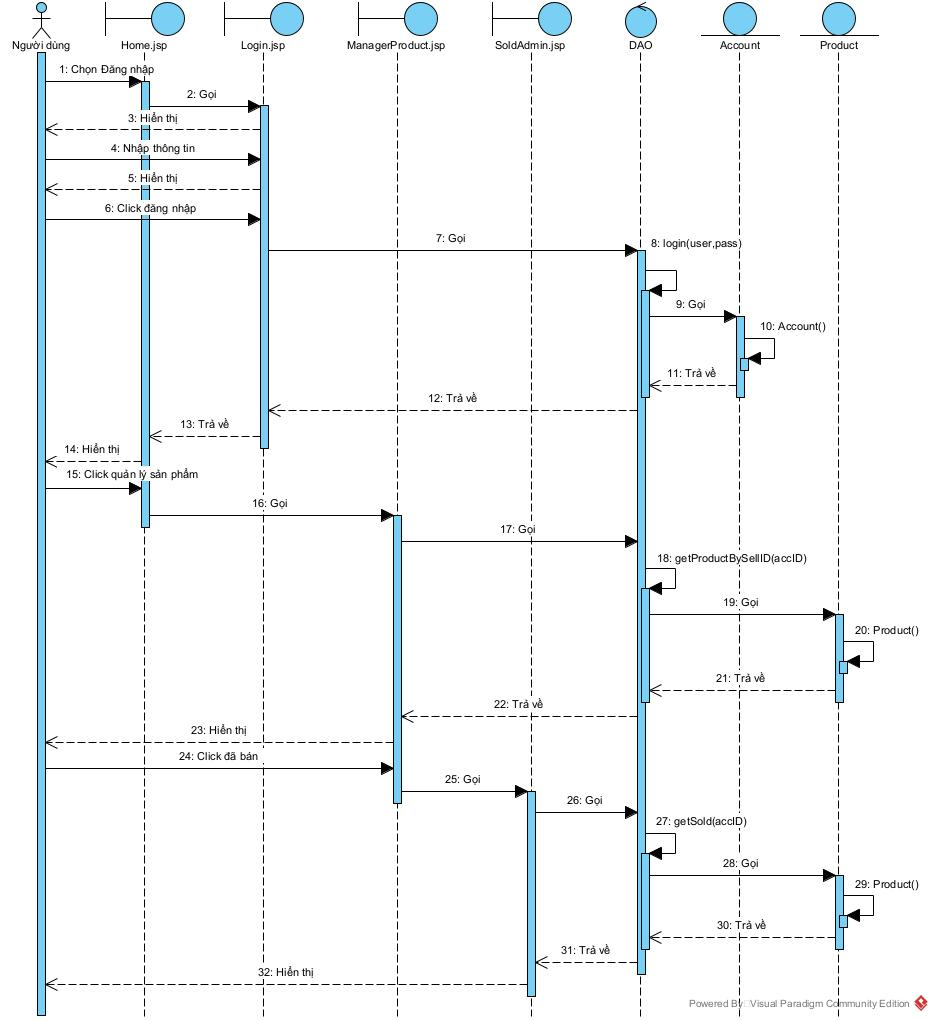 Người dùng Home.jsp Login.jsp ManagerProduct.jsp SoldAdmin.jsp DAO Account Product
1: Chọn Đăng nhập
2: Gọi
3: Hiển thị
4: Nhập thông tin
5: Hiển thị
6: Click đăng nhập
7: Gọi
8: login(user,pass)
9: Gọi
10: Account()
11: Trả về
12: Trả về
13: Trả về
14: Hiển thị
15: Click quản lý sản phẩm
16: Gọi
17: Gọi
18: getProductBySellID(accID)
19: Gọi
20: Product()
21: Trả về
22: Trả về
23: Hiển thị
24: Click đã bán
25: Gọi
26: Gọi
27: getSold(accID)
28: Gọi
29: Product()
30: Trả về
31: Trả về
32: Hiển thị
Powered By Visual Paradigm Community Edition